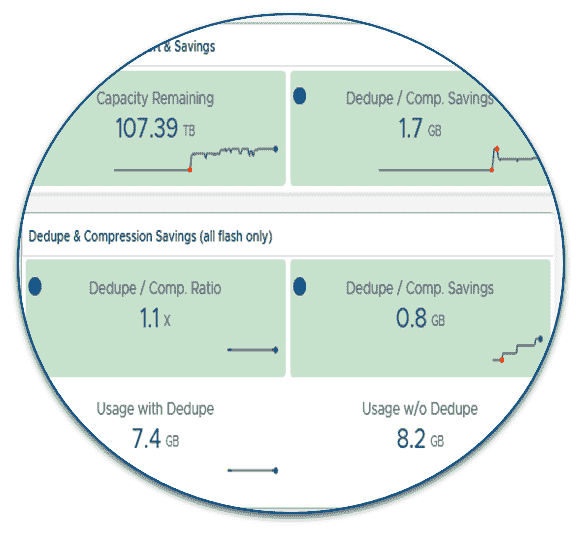 & Savings
Capacity Remaining
107.39 TB
Dedupe / Comp. Savings
1.7 GB
Dedupe & Compression Savings (all flash only)
Dedupe / Comp. Ratio
1.1 X
Dedupe / Comp. Savings
0.8 GB
Usage with Dedupe
7.4 GB
Usage w/o Dedupe
8.2 GB